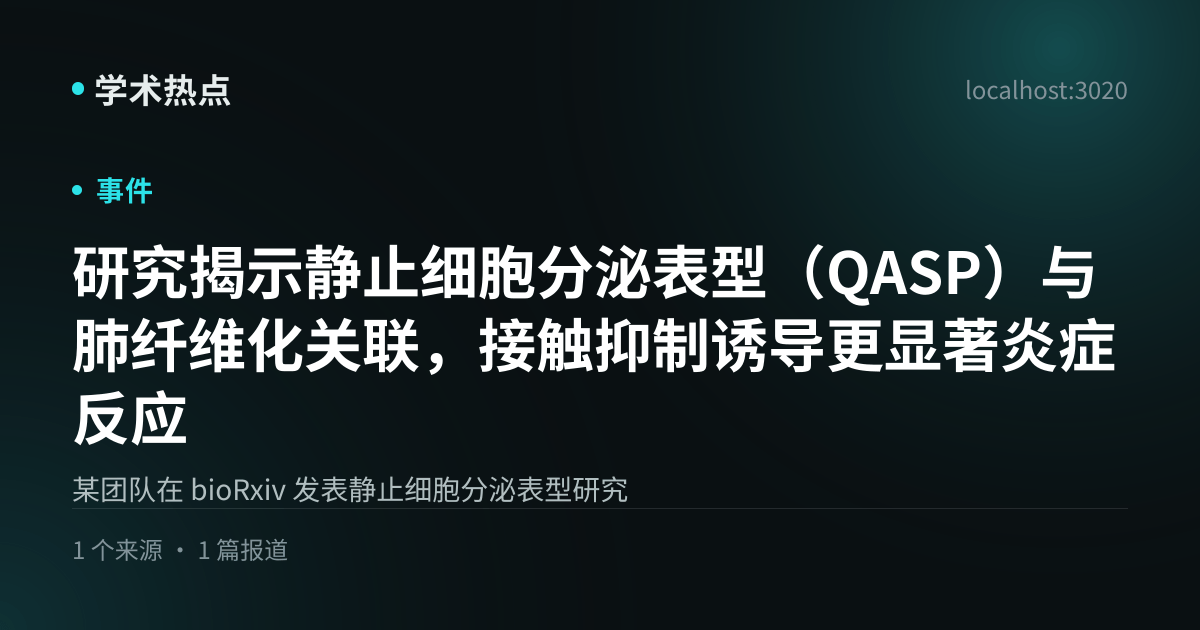 学术热点
localhost:3020
事件
研究揭示静止细胞分泌表型（QASP）与
肺纤维化关联，接触抑制诱导更显著炎症
反应
某团队在 bioRxiv 发表静止细胞分泌表型研究
1 个来源 · 1 篇报道